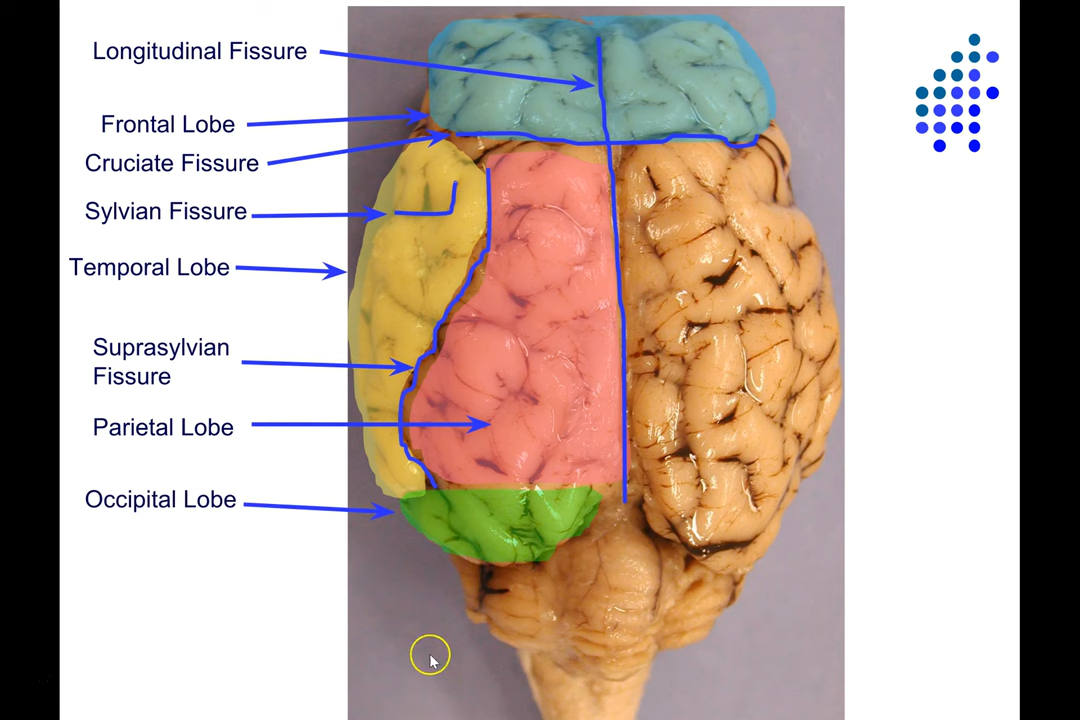 Longitudinal Fissure
Frontal Lobe
Cruciate Fissure
Sylvian Fissure
Temporal Lobe
Suprasylvian
Fissure
Parietal Lobe
Occipital Lobe